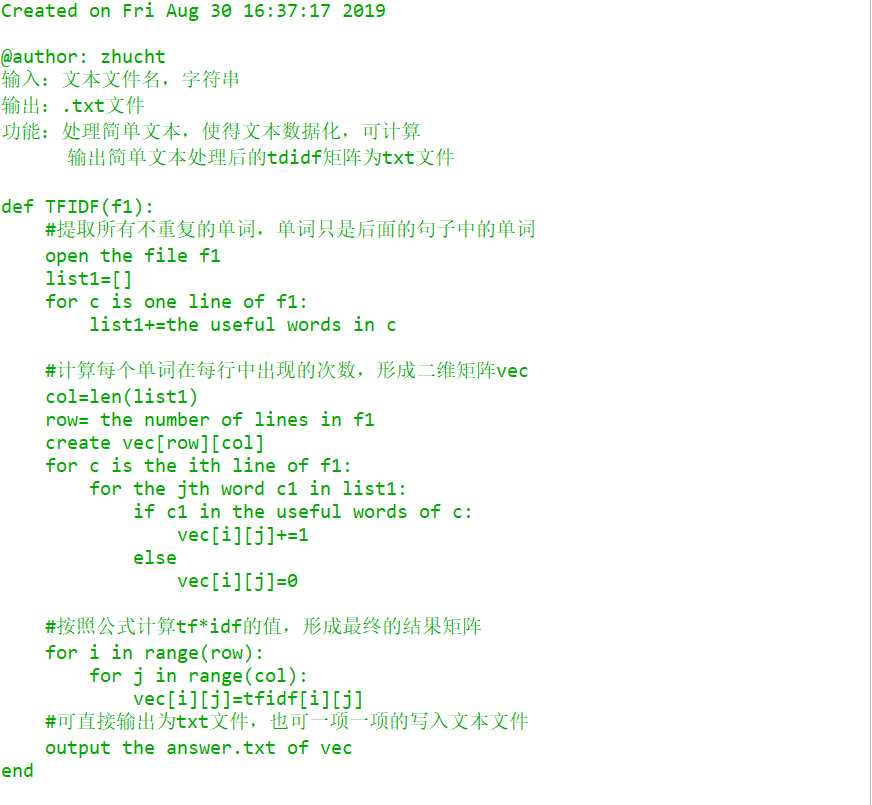 Created on Fri Aug 30 16:37:17 2019

@author: zhucht
输入：文本文件名，字符串
输出：.txt文件
功能：处理简单文本，使得文本数据化，可计算
      输出简单文本处理后的tdidf矩阵为txt文件

def TFIDF(f1):
    #提取所有不重复的单词，单词只是后面的句子中的单词
    open the file f1
    list1=[]
    for c is one line of f1:
        list1+=the useful words in c

    #计算每个单词在每行中出现的次数，形成二维矩阵vec
    col=len(list1)
    row= the number of lines in f1
    create vec[row][col]
    for c is the ith line of f1:
        for the jth word c1 in list1:
            if c1 in the useful words of c:
                vec[i][j]+=1
            else
                vec[i][j]=0

    #按照公式计算tf*idf的值，形成最终的结果矩阵
    for i in range(row):
        for j in range(col):
            vec[i][j]=tfidf[i][j]
    #可直接输出为txt文件，也可一项一项的写入文本文件
    output the answer.txt of vec
end